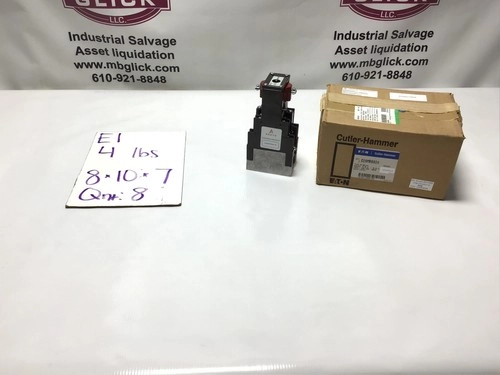 GLICK
LLC.
Industrial Salvage
Asset liquidation
www.mbglick.com
610-921-8848
GLICK
LLC.
Industrial Salvage
Asset liquidation
www.mbglick.com
610-921-8848
E1
4 lbs
8*10*7
Qnt: 8
Cutler-Hammer
EATON